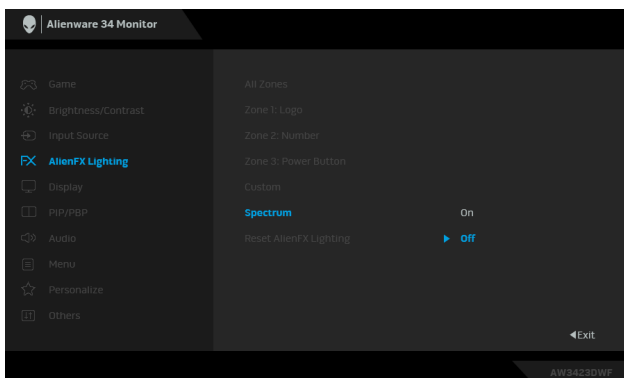 Alienware 34 Monitor
Game
Brightness/Contrast
Input Source
FX AlienFX Lighting
Display
PIP/PBP
Audio
Menu
Personalize
Others
All Zones
Zone 1: Logo
Zone 2: Number
Zone 3: Power Button
Custom
Spectrum On
Reset AlienFX Lighting Off
Exit
AW3423DWF